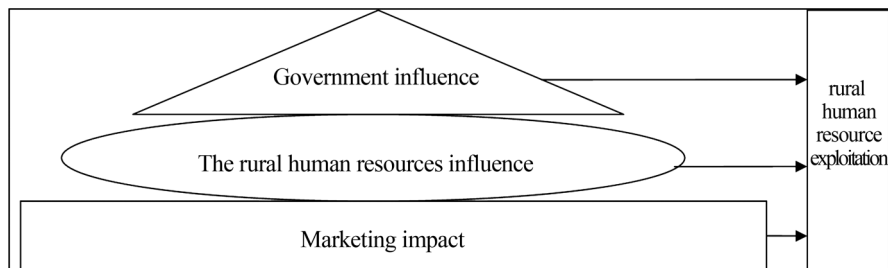 Government influence
The rural human resources influence
Marketing impact
rural
human
resource
exploitation